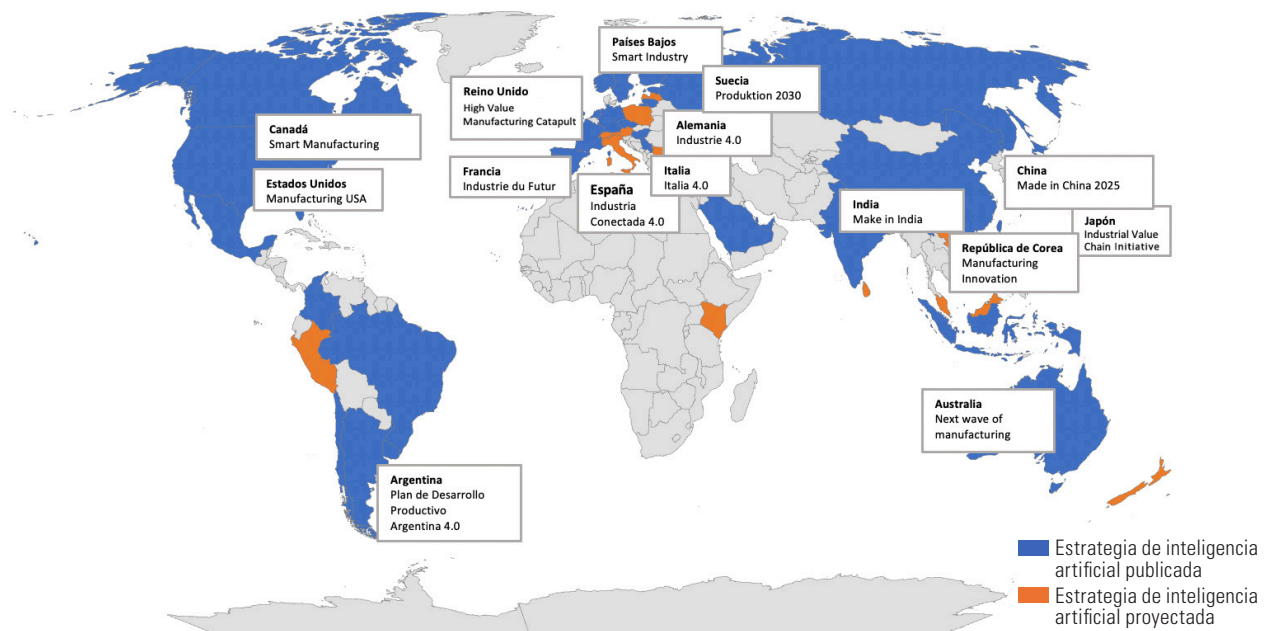 Países Bajos
Smart Industry
Suecia
Produktion 2030
Reino Unido
High Value
Manufacturing Catapult
Alemania
Industrie 4.0
Canadá
Smart Manufacturing
Francia
Industrie du Futur
Italia
Italia 4.0
China
Made in China 2025
Estados Unidos
Manufacturing USA
España
Industria
Conectada 4.0
India
Make in India
Japón
Industrial Value
Chain Initiative
República de Corea
Manufacturing
Innovation
Australia
Next wave of
manufacturing
Argentina
Plan de Desarrollo
Productivo
Argentina 4.0
Estrategia de inteligencia
artificial publicada
Estrategia de inteligencia
artificial proyectada